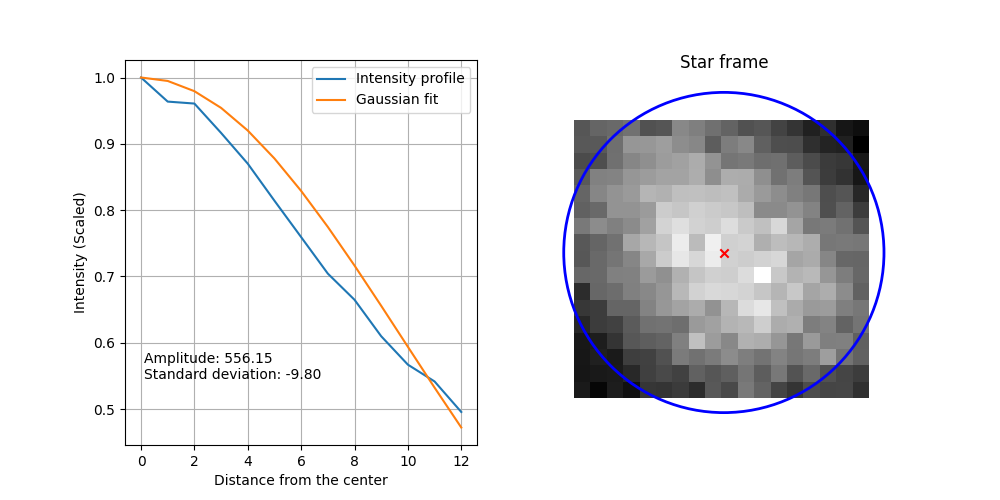 Star frame
1.0
0.9
0.8
0.7
0.6
0.5
Intensity (Scaled)
Intensity profile
Gaussian fit
Amplitude: 556.15
Standard deviation: -9.80
0 2 4 6 8 10 12
Distance from the center